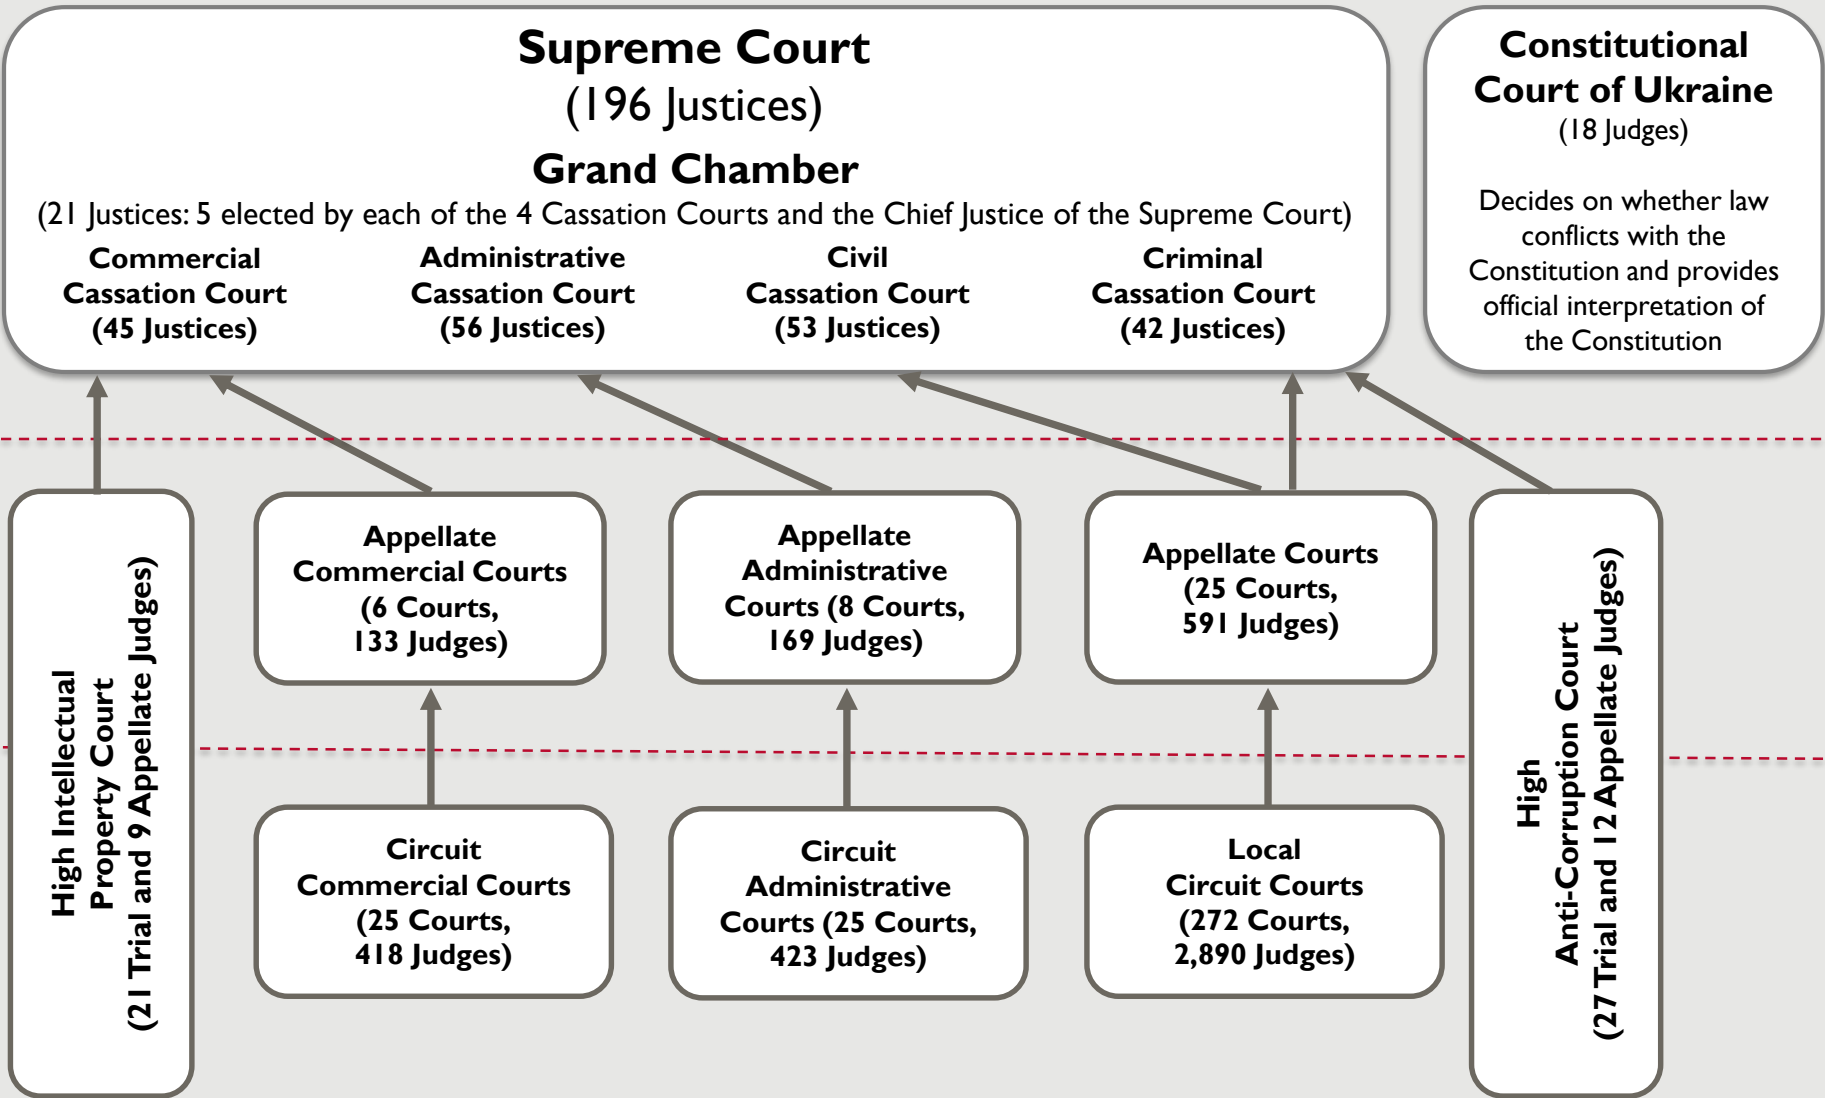 Supreme Court
(196 Justices)
Grand Chamber
(21 Justices: 5 elected by each of the 4 Cassation Courts and the Chief Justice of the Supreme Court)
Commercial
Cassation Court
(45 Justices)
Administrative
Cassation Court
(56 Justices)
Civil
Cassation Court
(53 Justices)
Criminal
Cassation Court
(42 Justices)
Constitutional
Court of Ukraine
(18 Judges)
Decides on whether law
conflicts with the
Constitution and provides
official interpretation of
the Constitution
High Intellectual
Property Court
(21 Trial and 9 Appellate Judges)
Appellate
Commercial Courts
(6 Courts,
133 Judges)
Appellate
Administrative
Courts (8 Courts,
169 Judges)
Appellate Courts
(25 Courts,
591 Judges)
High
Anti-Corruption Court
(27 Trial and 12 Appellate Judges)
Circuit
Commercial Courts
(25 Courts,
418 Judges)
Circuit
Administrative
Courts (25 Courts,
423 Judges)
Local
Circuit Courts
(272 Courts,
2,890 Judges)